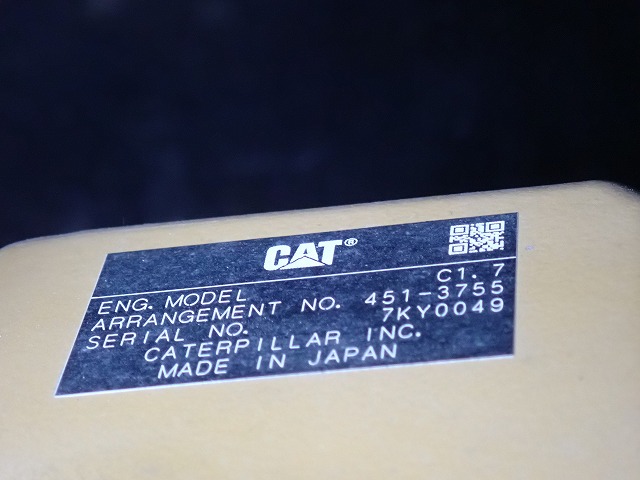 CAT®
ENG. MODEL C1.7
ARRANGEMENT NO. 451-3755
SERIAL NO. 7KY0049
CATERPILLAR INC.
MADE IN JAPAN